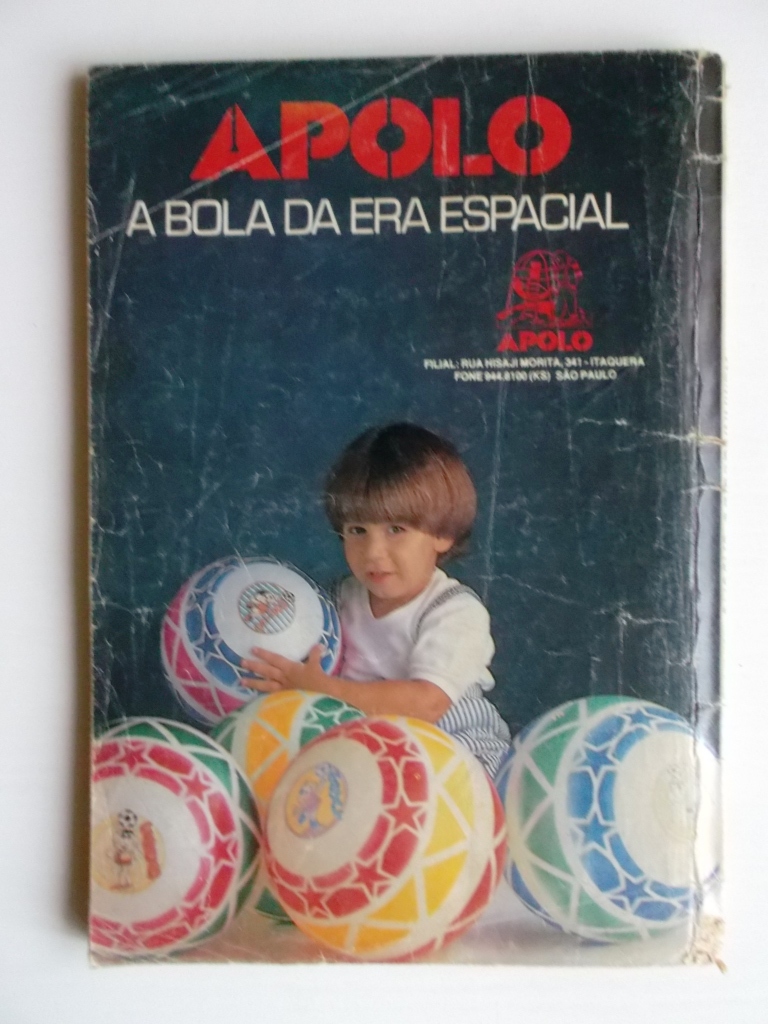 APOLO
A BOLA DA ERA ESPACIAL
APOLO
FILIAL: RUA HISAJI MORITA, 341 - ITAQUERA
FONE 944.8100 (KS) SÃO PAULO